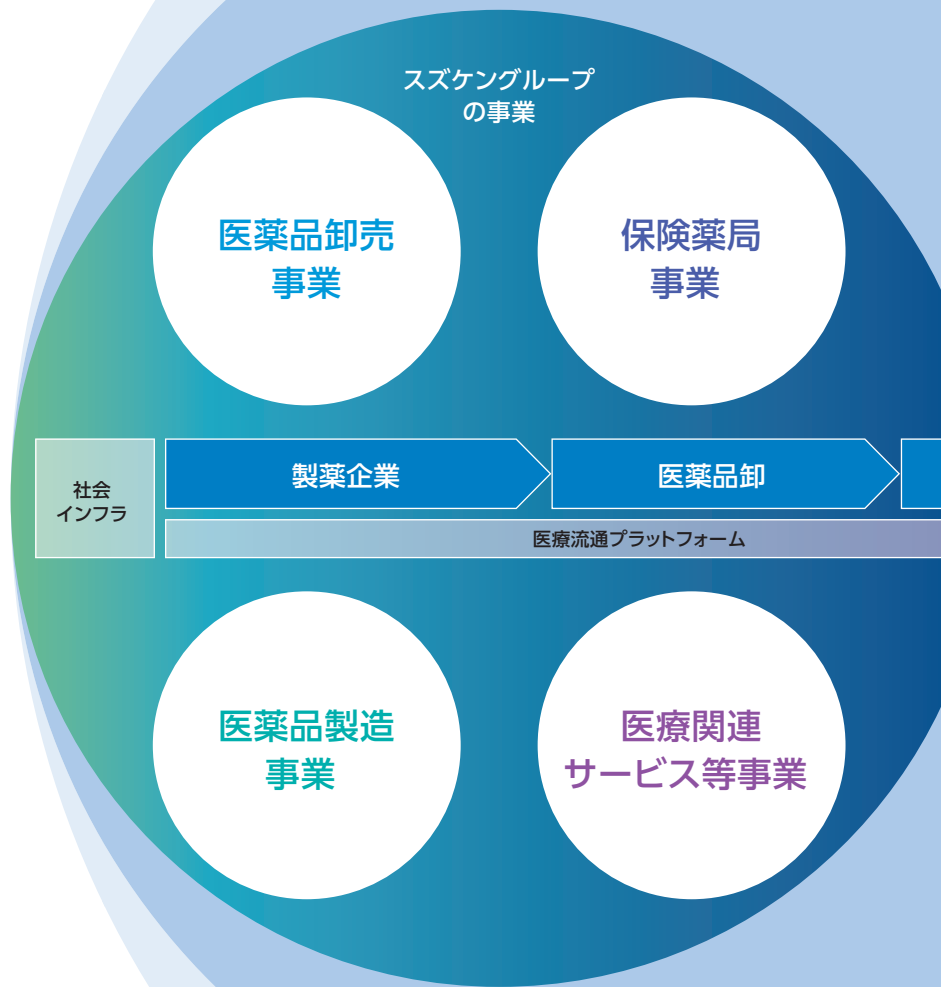 スズケングループ
の事業
医薬品卸売
事業
保険薬局
事業
社会
インフラ
製薬企業
医薬品卸
医療流通プラットフォーム
医薬品製造
事業
医療関連
サービス等事業